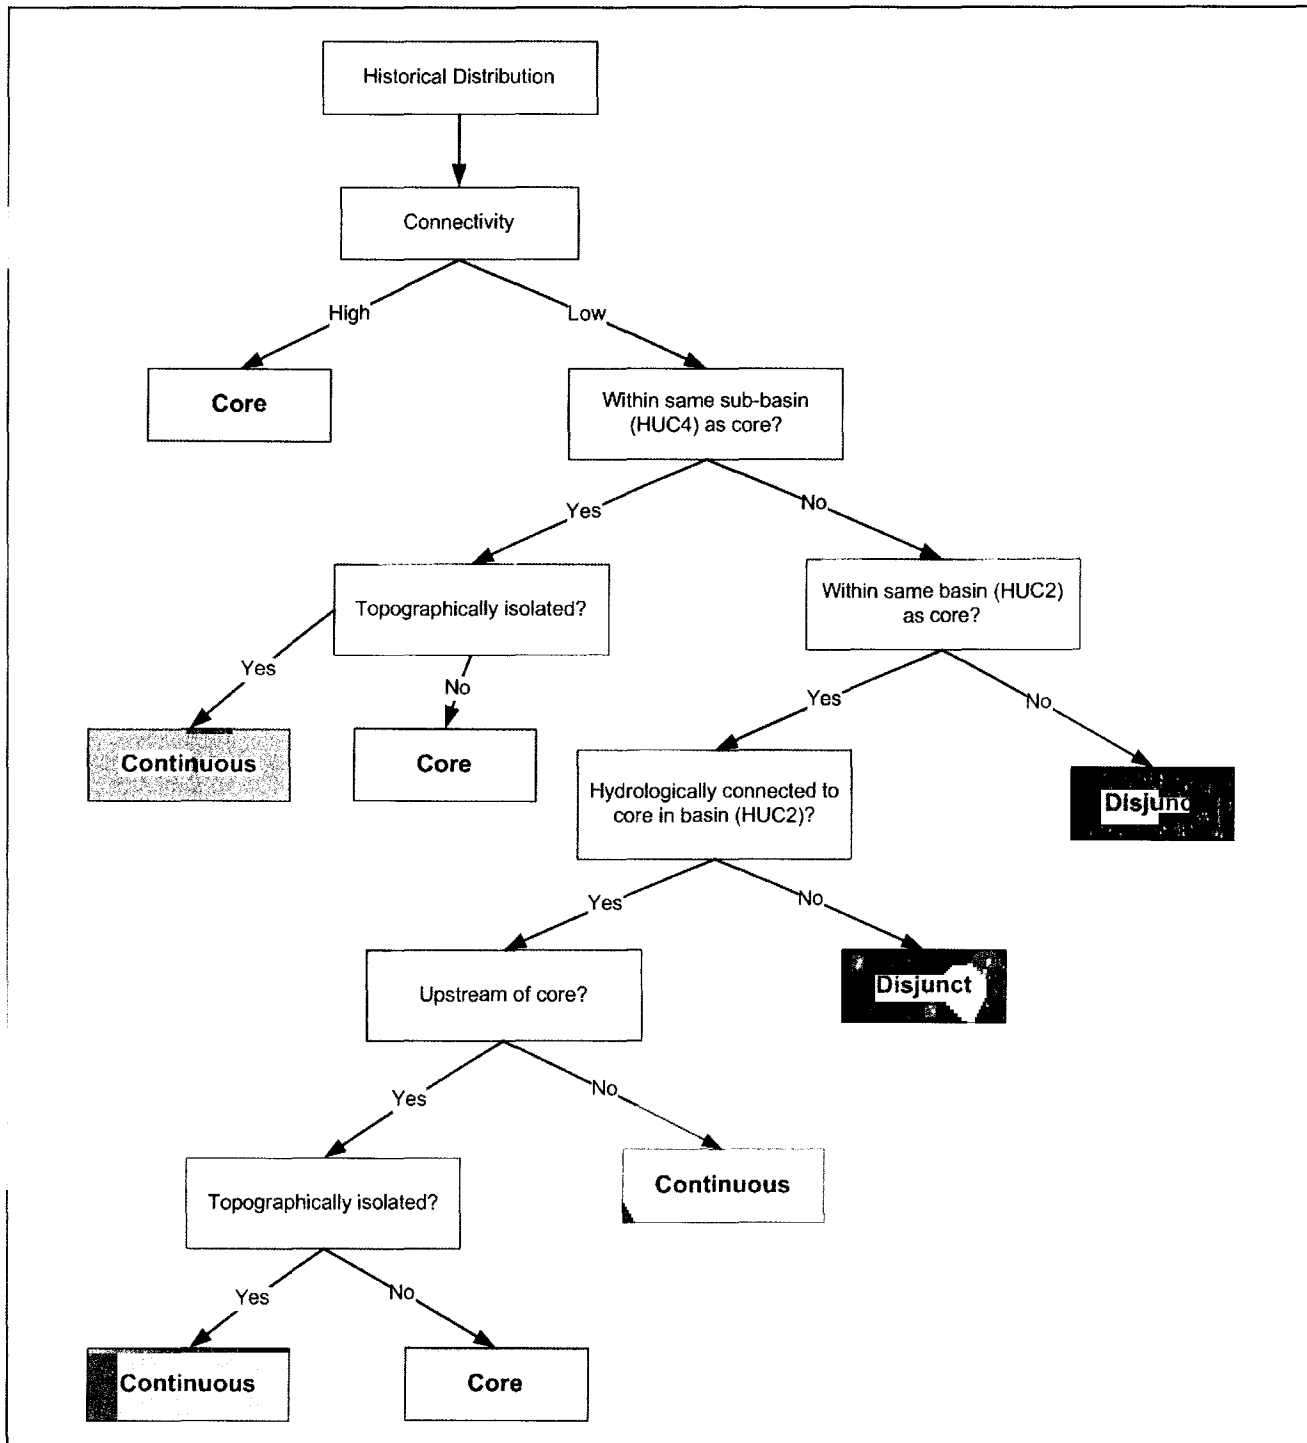 Historical Distribution
Connectivity
High
Low
Core
Within same sub-basin
(HUC4) as core?
Yes
No
Topographically isolated?
Within same basin (HUC2)
as core?
Yes
No
Yes
No
Continuous
Core
Hydrologically connected to
core in basin (HUC2)?
Disjunc
Yes
No
Upstream of core?
Disjunct
Yes
No
Topographically isolated?
Continuous
Yes
No
Continuous
Core